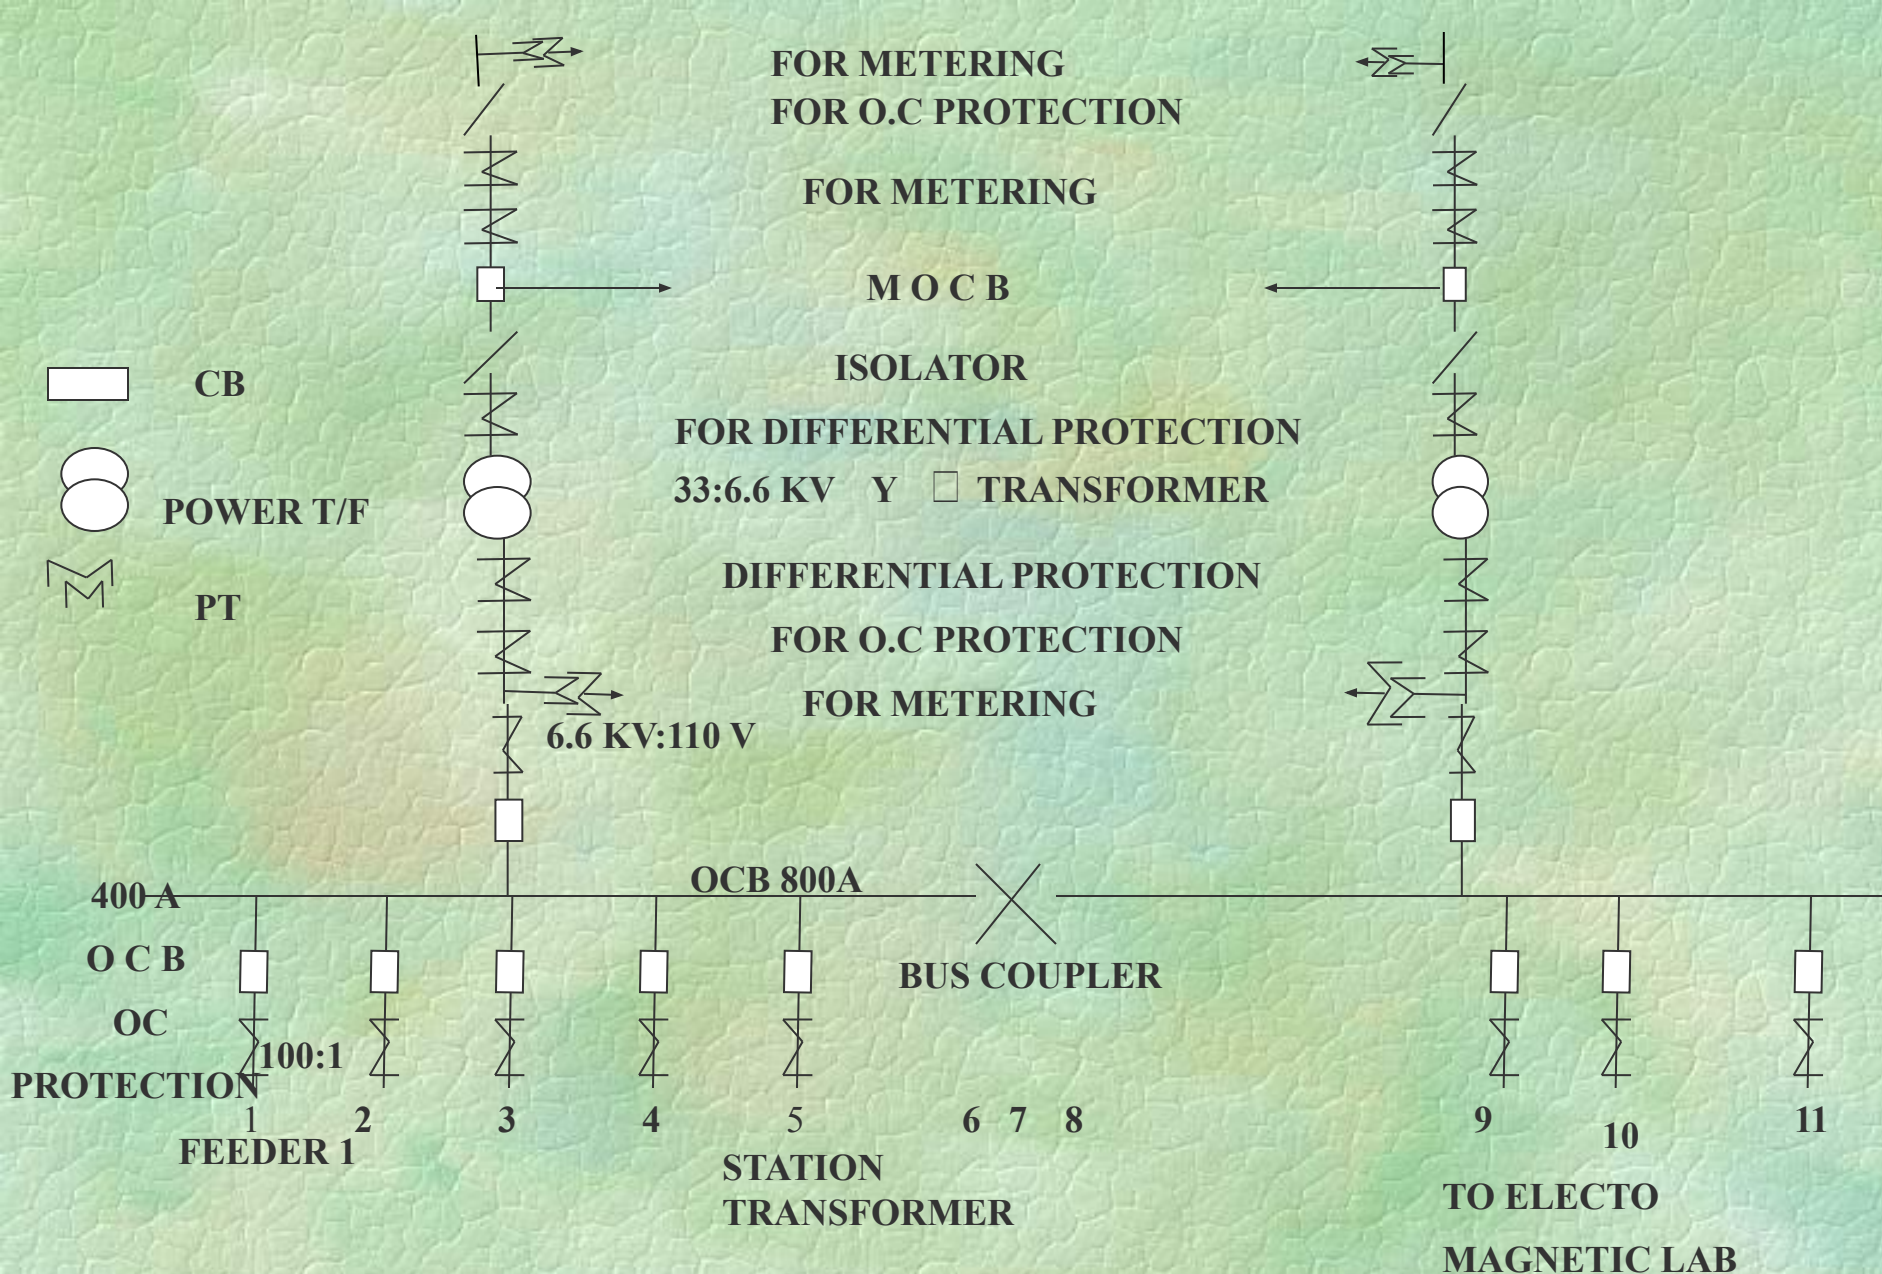 FOR METERING
FOR O.C PROTECTION
FOR METERING
M O C B
ISOLATOR
CB
FOR DIFFERENTIAL PROTECTION
33:6.6 KV Y □ TRANSFORMER
POWER T/F
DIFFERENTIAL PROTECTION
PT
FOR O.C PROTECTION
FOR METERING
6.6 KV:110 V
OCB 800A
400 A
O C B
BUS COUPLER
OC
100:1
PROTECTION
1 2 3 4 5 6 7 8 9 10 11
FEEDER 1
STATION
TRANSFORMER
TO ELECTO
MAGNETIC LAB